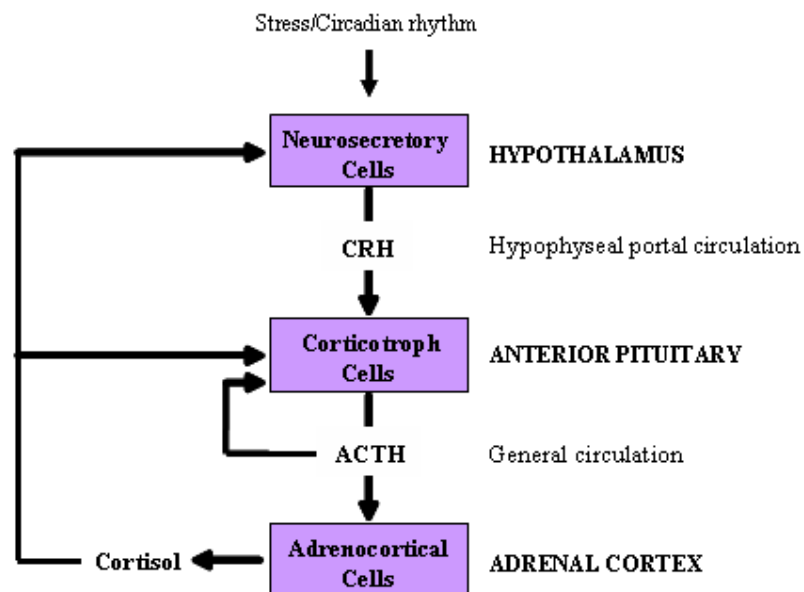 Stress/Circadian rhythm
Neurosecretory
Cells
HYPOTHALAMUS
CRH
Hypophyseal portal circulation
Corticotroph
Cells
ANTERIOR PITUITARY
ACTH
General circulation
Cortisol
Adrenocortical
Cells
ADRENAL CORTEX